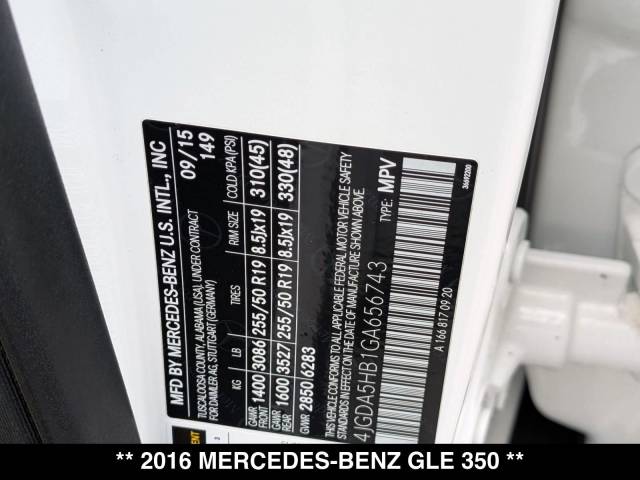 MFD BY MERCEDES-BENZ U.S. INTL., INC
TUSCALOOSA COUNTY, ALABAMA (USA) UNDER CONTRACT
FOR DAIMLER AG, STUTTGART (GERMANY)
09/15
149
KG LB TIRES RIM SIZE COLD KPA (PSI)
GAWR FRONT 1400 3086 255/50 R19 8.5Jx19 310(45)
GAWR REAR 1600 3527 255/50 R19 8.5Jx19 330(48)
GVWR 2850 6283
THIS VEHICLE CONFORMS TO ALL APPLICABLE FEDERAL MOTOR VEHICLE SAFETY
STANDARDS IN EFFECT ON THE DATE OF MANUFACTURE SHOWN ABOVE.
4JGDA5HB1GA656743 TYPE: MPV
A 166 817 09 20
3692200
** 2016 MERCEDES-BENZ GLE 350 **